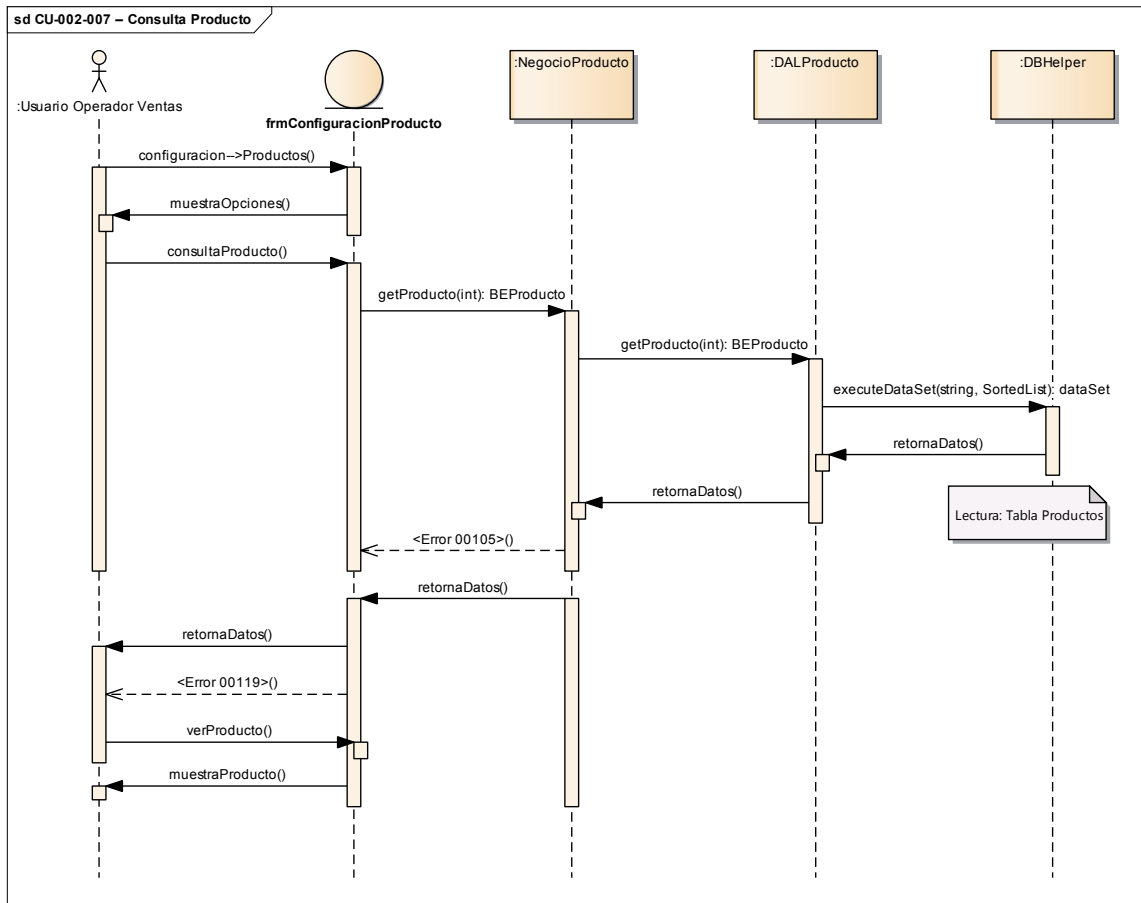 sd CU-002-007 – Consulta Producto
:Usuario Operador Ventas
frmConfiguracionProducto
:NegocioProducto
:DALProducto
:DBHelper
configuracion-->Productos()
muestraOpciones()
consultaProducto()
getProducto(int): BEProducto
getProducto(int): BEProducto
executeDataSet(string, SortedList): dataSet
retornaDatos()
retornaDatos()
Lectura: Tabla Productos
<Error 00105>()
retornaDatos()
retornaDatos()
<Error 00119>()
verProducto()
muestraProducto()